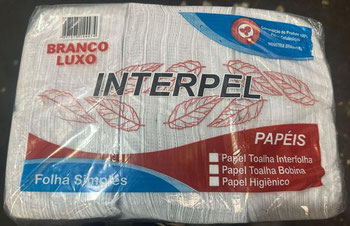 BRANCO
LUXO
INTERPEL
PAPÉIS
Papel Toalha Interfolha
Papel Toalha Bobina
Papel Higiênico
Folha Simples